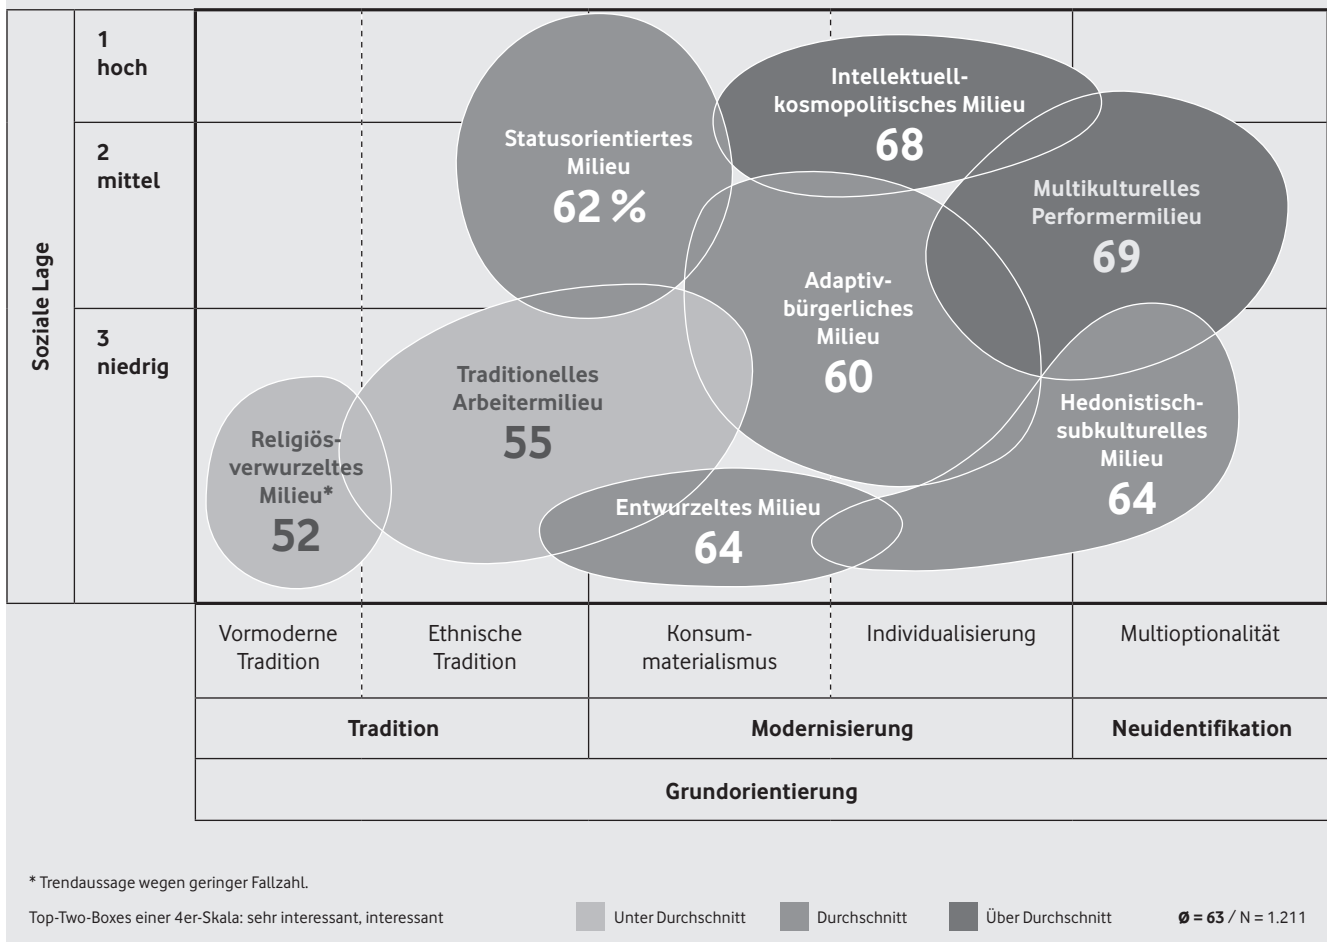 Soziale Lage
1
hoch
2
mittel
3
niedrig
Statusorientiertes
Milieu
62 %
Intellektuell-
kosmopolitisches Milieu
68
Multikulturelles
Performermilieu
69
Adaptiv-
bürgerliches
Milieu
60
Traditionelles
Arbeitermilieu
55
Religiös-
verwurzeltes
Milieu*
52
Hedonistisch-
subkulturelles
Milieu
64
Entwurzeltes Milieu
64
Vormoderne
Tradition
Ethnische
Tradition
Konsum-
materialismus
Individualisierung
Multioptionalität
Tradition
Modernisierung
Neuidentifikation
Grundorientierung
* Trendaussage wegen geringer Fallzahl.
Top-Two-Boxes einer 4er-Skala: sehr interessant, interessant
Unter Durchschnitt
Durchschnitt
Über Durchschnitt
Ø = 63 / N = 1.211